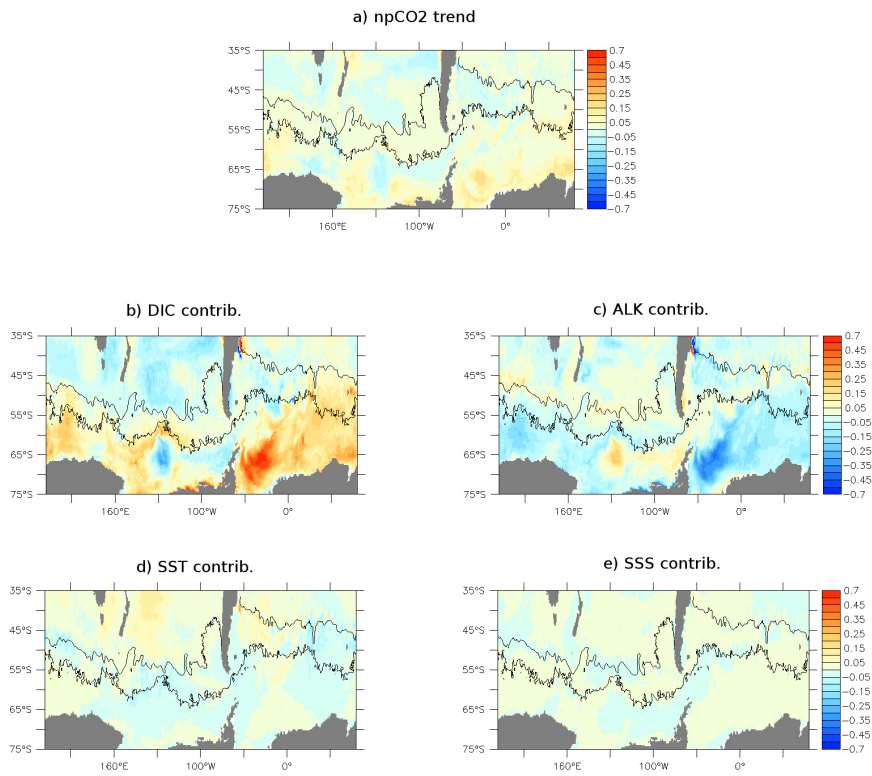 a) npCO2 trend
35°S
45°S
55°S
65°S
75°S
160°E
100°W
0°
0.7
0.45
0.35
0.25
0.15
0.05
−0.05
−0.15
−0.25
−0.35
−0.45
−0.7
b) DIC contrib.
35°S
45°S
55°S
65°S
75°S
160°E
100°W
0°
c) ALK contrib.
35°S
45°S
55°S
65°S
75°S
160°E
100°W
0°
0.7
0.45
0.35
0.25
0.15
0.05
−0.05
−0.15
−0.25
−0.35
−0.45
−0.7
d) SST contrib.
35°S
45°S
55°S
65°S
75°S
160°E
100°W
0°
e) SSS contrib.
35°S
45°S
55°S
65°S
75°S
160°E
100°W
0°
0.7
0.45
0.35
0.25
0.15
0.05
−0.05
−0.15
−0.25
−0.35
−0.45
−0.7